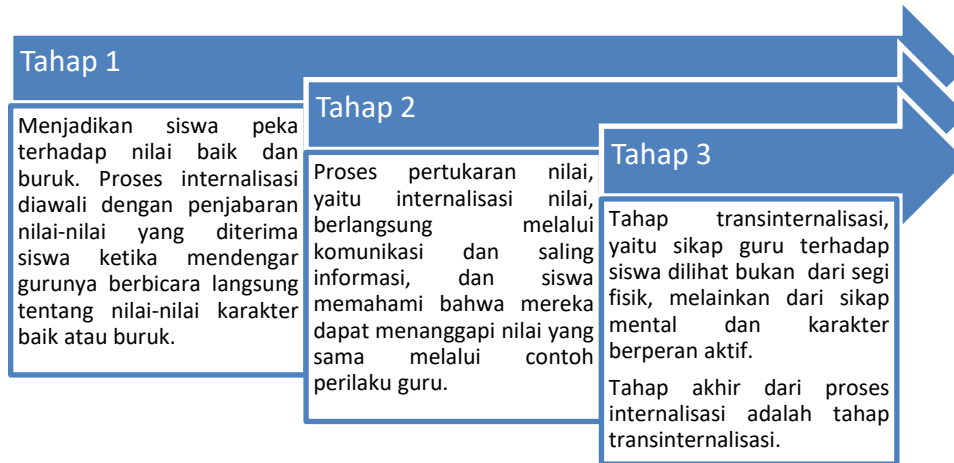 Tahap 1
Menjadikan siswa peka
terhadap nilai baik dan
buruk. Proses internalisasi
diawali dengan penjabaran
nilai-nilai yang diterima
siswa ketika mendengar
gurunya berbicara langsung
tentang nilai-nilai karakter
baik atau buruk.
Tahap 2
Proses pertukaran nilai,
yaitu internalisasi nilai,
berlangsung melalui
komunikasi dan saling
informasi, dan siswa
memahami bahwa mereka
dapat menanggapi nilai yang
sama melalui contoh
perilaku guru.
Tahap 3
Tahap transinternalisasi,
yaitu sikap guru terhadap
siswa dilihat bukan dari segi
fisik, melainkan dari sikap
mental dan karakter
berperan aktif.
Tahap akhir dari proses
internalisasi adalah tahap
transinternalisasi.